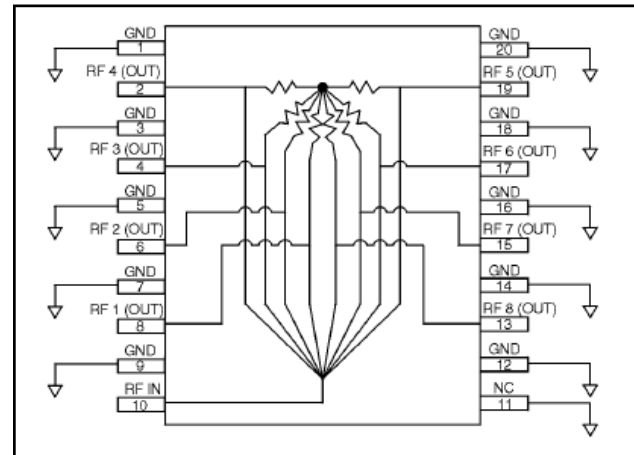 GND
1
RF 4 (OUT)
2
GND
3
RF 3 (OUT)
4
GND
5
RF 2 (OUT)
6
GND
7
RF 1 (OUT)
8
GND
9
RF IN
10
GND
20
RF 5 (OUT)
19
GND
18
RF 6 (OUT)
17
GND
16
RF 7 (OUT)
15
GND
14
RF 8 (OUT)
13
GND
12
NC
11